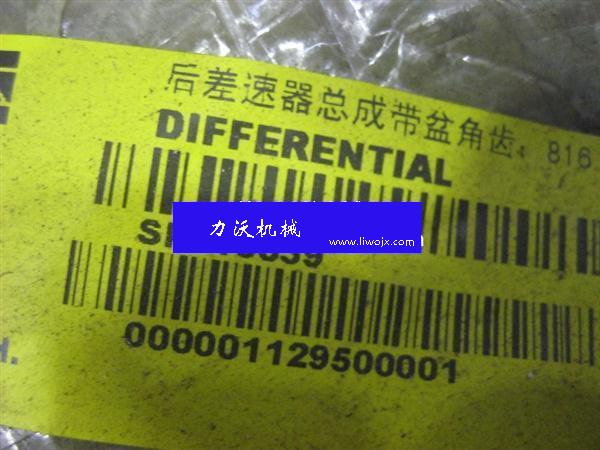 后差速器总成带盆角齿. 816
DIFFERENTIAL
力沃机械
www.liwojx.com
000001129500001
H.